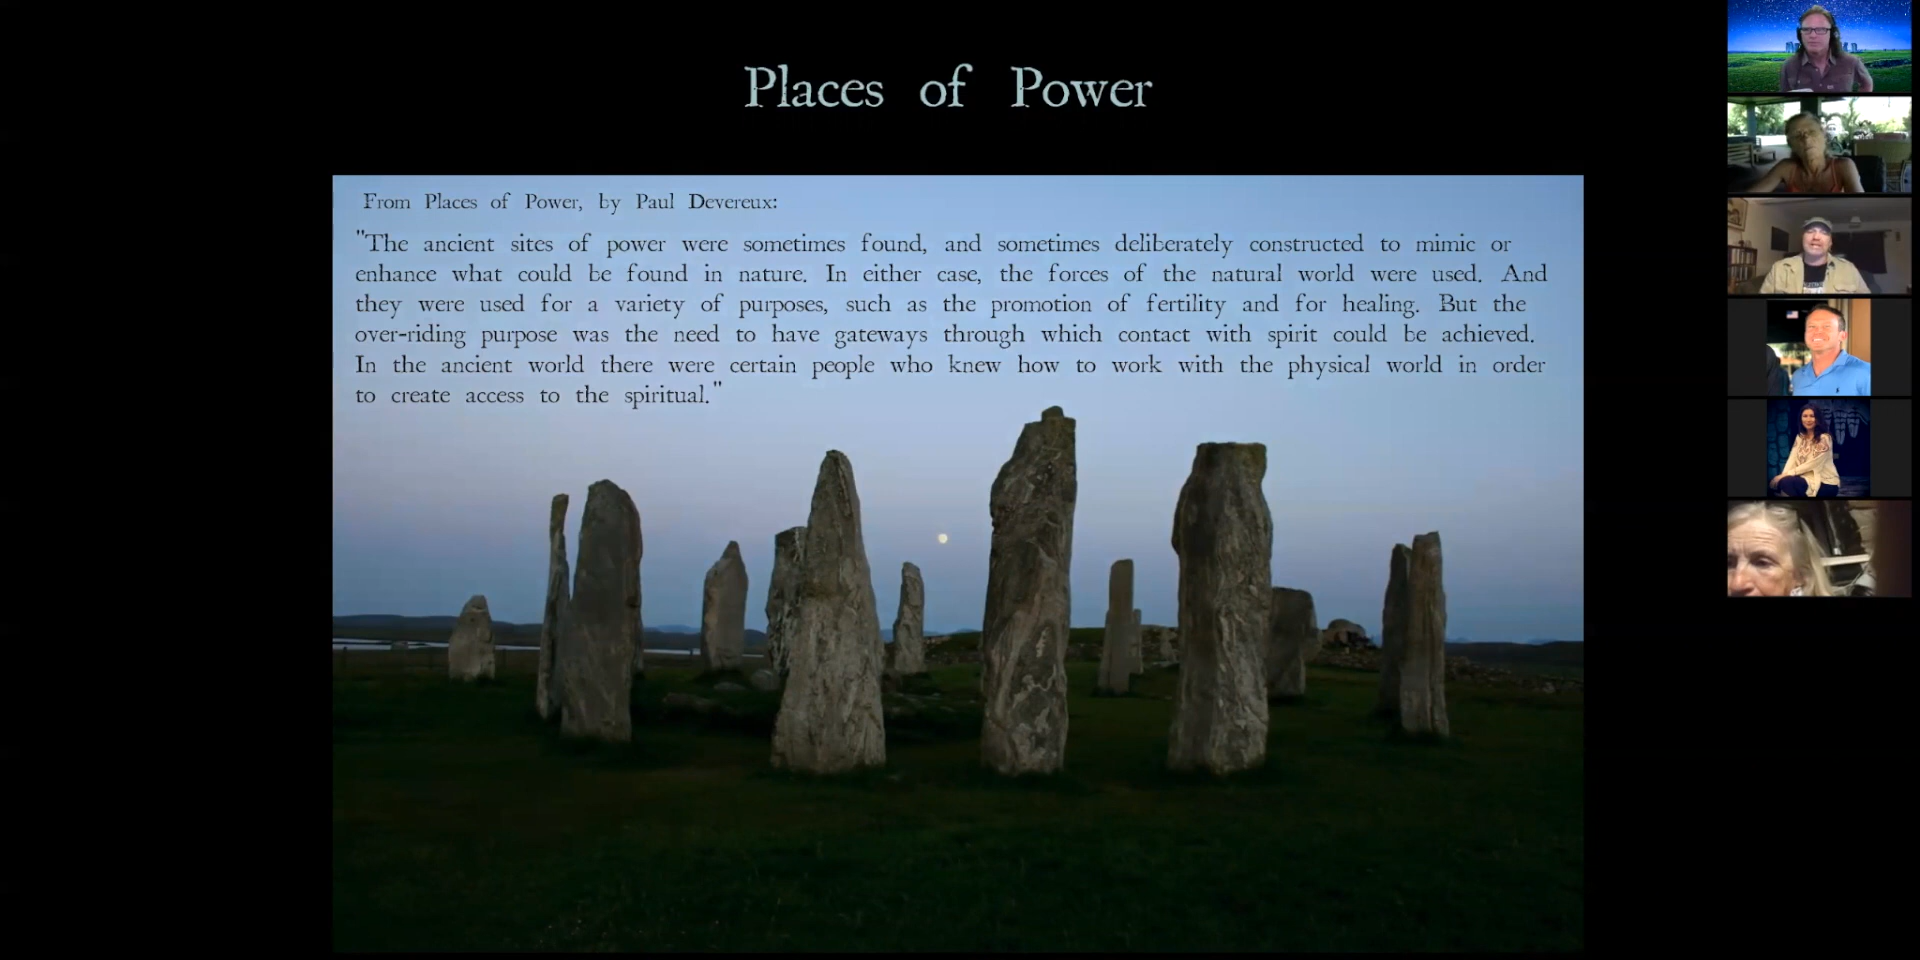 Places of Power
From Places of Power, by Paul Devereux:
"The ancient sites of power were sometimes found, and sometimes deliberately constructed to mimic or
enhance what could be found in nature. In either case, the forces of the natural world were used. And
they were used for a variety of purposes, such as the promotion of fertility and for healing. But the
over-riding purpose was the need to have gateways through which contact with spirit could be achieved.
In the ancient world there were certain people who knew how to work with the physical world in order
to create access to the spiritual."